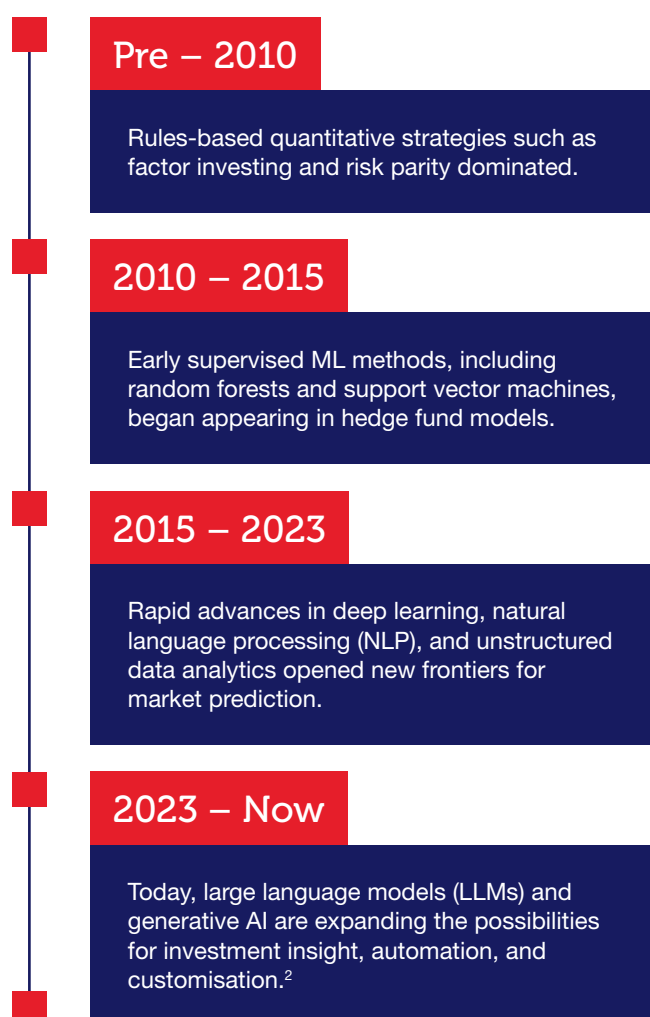 Pre – 2010
Rules-based quantitative strategies such as
factor investing and risk parity dominated.
2010 – 2015
Early supervised ML methods, including
random forests and support vector machines,
began appearing in hedge fund models.
2015 – 2023
Rapid advances in deep learning, natural
language processing (NLP), and unstructured
data analytics opened new frontiers for
market prediction.
2023 – Now
Today, large language models (LLMs) and
generative AI are expanding the possibilities
for investment insight, automation, and
customisation.²